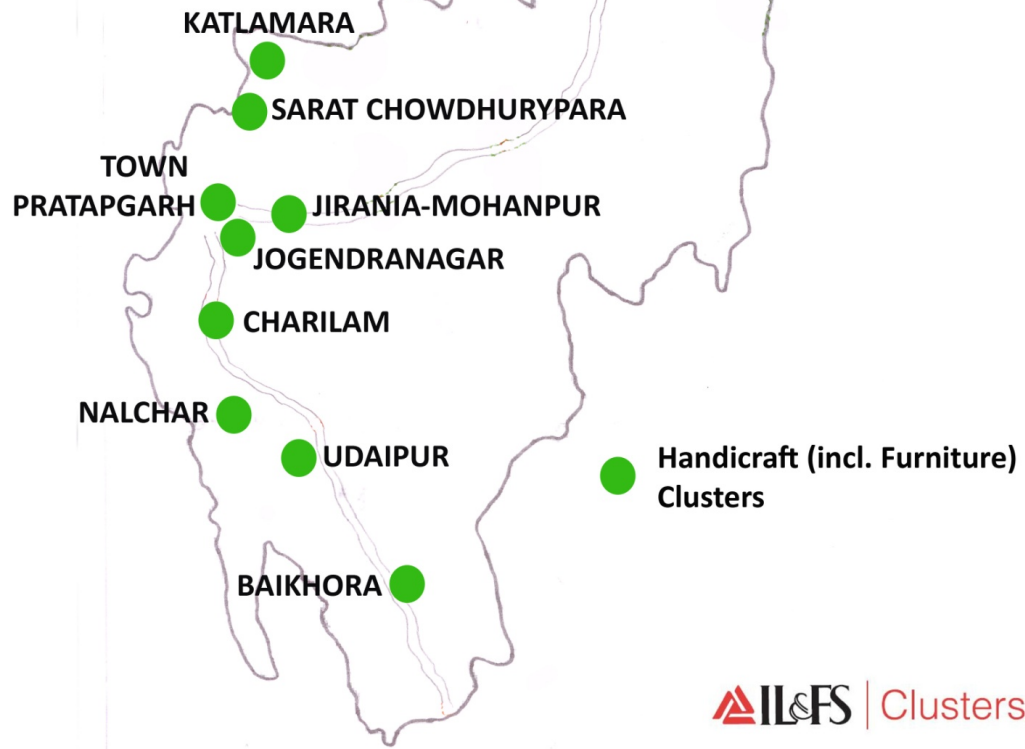 KATLAMARA
SARAT CHOWDHURYPARA
TOWN
PRATAPGARH
JIRANIA-MOHANPUR
JOGENDRANAGAR
CHARILAM
NALCHAR
UDAIPUR
Handicraft (incl. Furniture)
Clusters
BAIKHORA
IL&FS Clusters